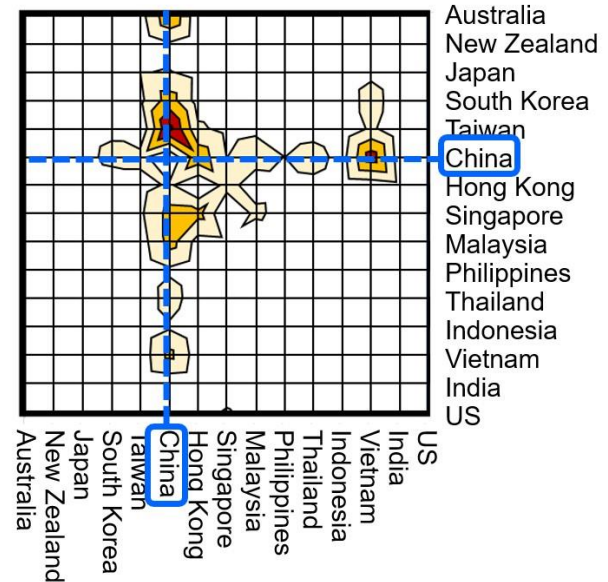 Australia
New Zealand
Japan
South Korea
Taiwan
China
Hong Kong
Singapore
Malaysia
Philippines
Thailand
Indonesia
Vietnam
India
US
Australia
New Zealand
Japan
South Korea
Taiwan
China
Hong Kong
Singapore
Malaysia
Philippines
Thailand
Indonesia
Vietnam
India
US